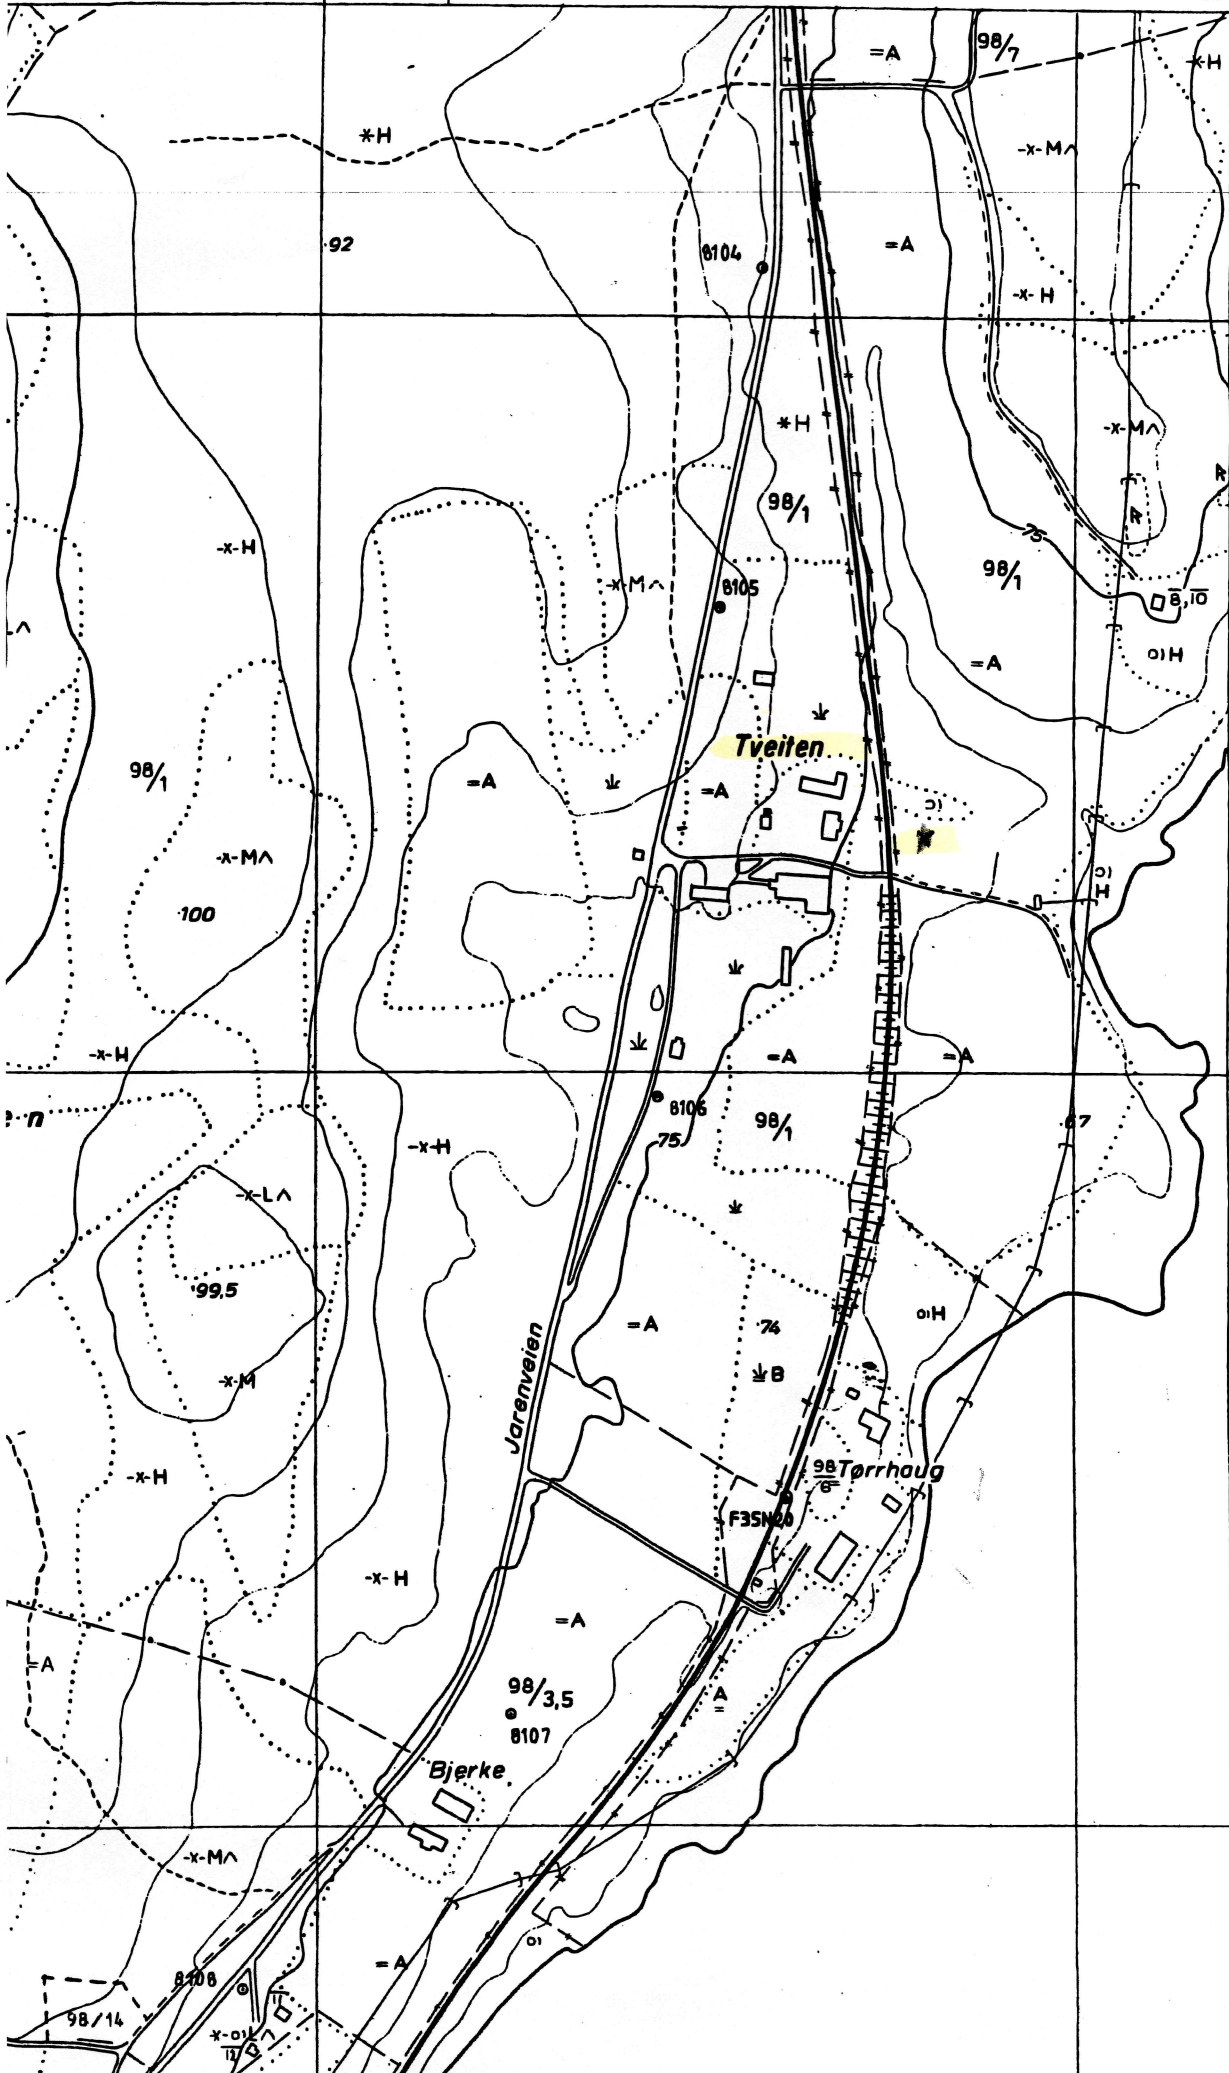 98/7
=A
-x-H
*H
-x-M^
92
8104
=A
-x-H
*H
-x-M^
98/1
75
-x-H
98/1
-x-M^
8105
8,10
=A
Tveiten
98/1
=A
=A
-x-M^
100
-x-H
=A
=A
8106
98/1
67
75
-x-H
-x-L^
99,5
=A
74
B
Jarenveien
-x-M
-x-H
98/6
Tørrhaug
F35N20
-x-H
=A
=A
98/3,5
A
8107
Bjerke
-x-M^
=A
8108
98/14